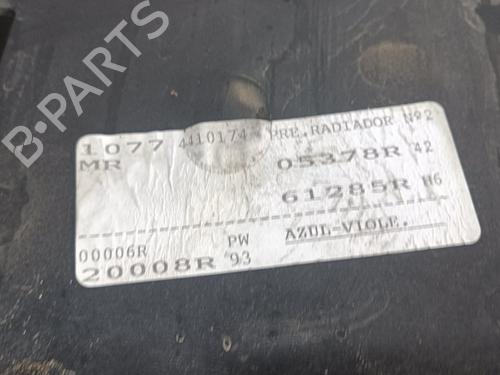 B-PARTS
1077 4410174 PRE.RADIADOR Nº2
MR 05378R 42
61285R N6
00006R PW AZUL-VIOLE.
20008R '93